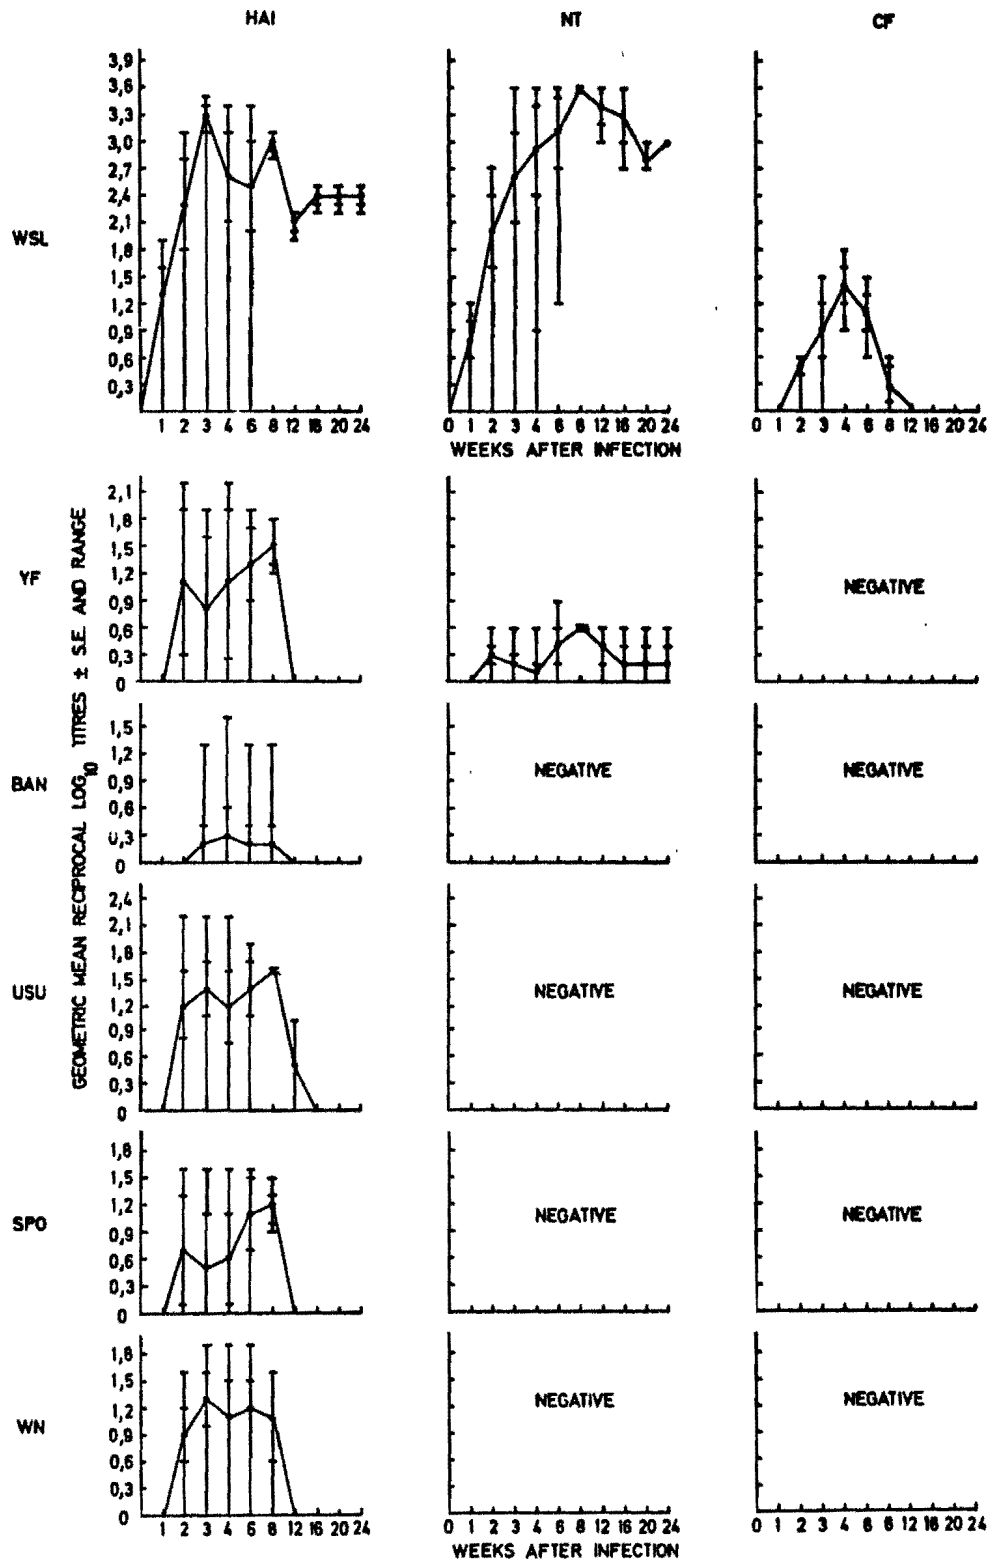 HAI NT CF
WSL
3,9
3,6
3,3
3,0
2,7
2,4
2,1
1,8
1,5
1,2
0,9
0,6
0,3
1 2 3 4 6 8 12 16 20 24
0 1 2 3 4 6 8 12 16 20 24
0 1 2 3 4 6 8 12 16 20 24
WEEKS AFTER INFECTION
GEOMETRIC MEAN RECIPROCAL LOG10 TITRES ± S.E. AND RANGE
YF
2,1
1,8
1,5
1,2
0,9
0,6
0,3
0
NEGATIVE
BAN
1,5
1,2
0,9
0,6
0,3
0
NEGATIVE
NEGATIVE
USU
2,4
2,1
1,8
1,5
1,2
0,9
0,6
0,3
0
NEGATIVE
NEGATIVE
SPO
1,8
1,5
1,2
0,9
0,6
0,3
0
NEGATIVE
NEGATIVE
WN
1,8
1,5
1,2
0,9
0,6
0,3
0
NEGATIVE
NEGATIVE
1 2 3 4 6 8 12 16 20 24
0 1 2 3 4 6 8 12 16 20 24
0 1 2 3 4 6 8 12 16 20 24
WEEKS AFTER INFECTION